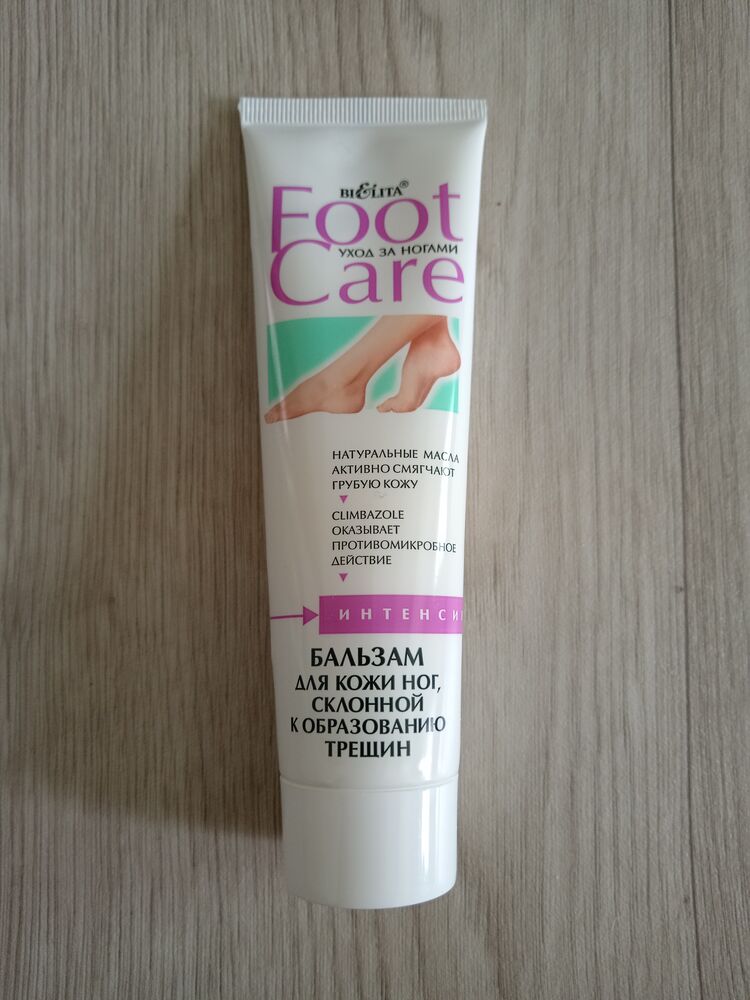 BIELITA®
Foot
УХОД ЗА НОГАМИ
Care
НАТУРАЛЬНЫЕ МАСЛА
АКТИВНО СМЯГЧАЮТ
ГРУБУЮ КОЖУ
CLIMBAZOLE
ОКАЗЫВАЕТ
ПРОТИВОМИКРОБНОЕ
ДЕЙСТВИЕ
БАЛЬЗАМ
ДЛЯ КОЖИ НОГ,
СКЛОННОЙ
К ОБРАЗОВАНИЮ
ТРЕЩИН